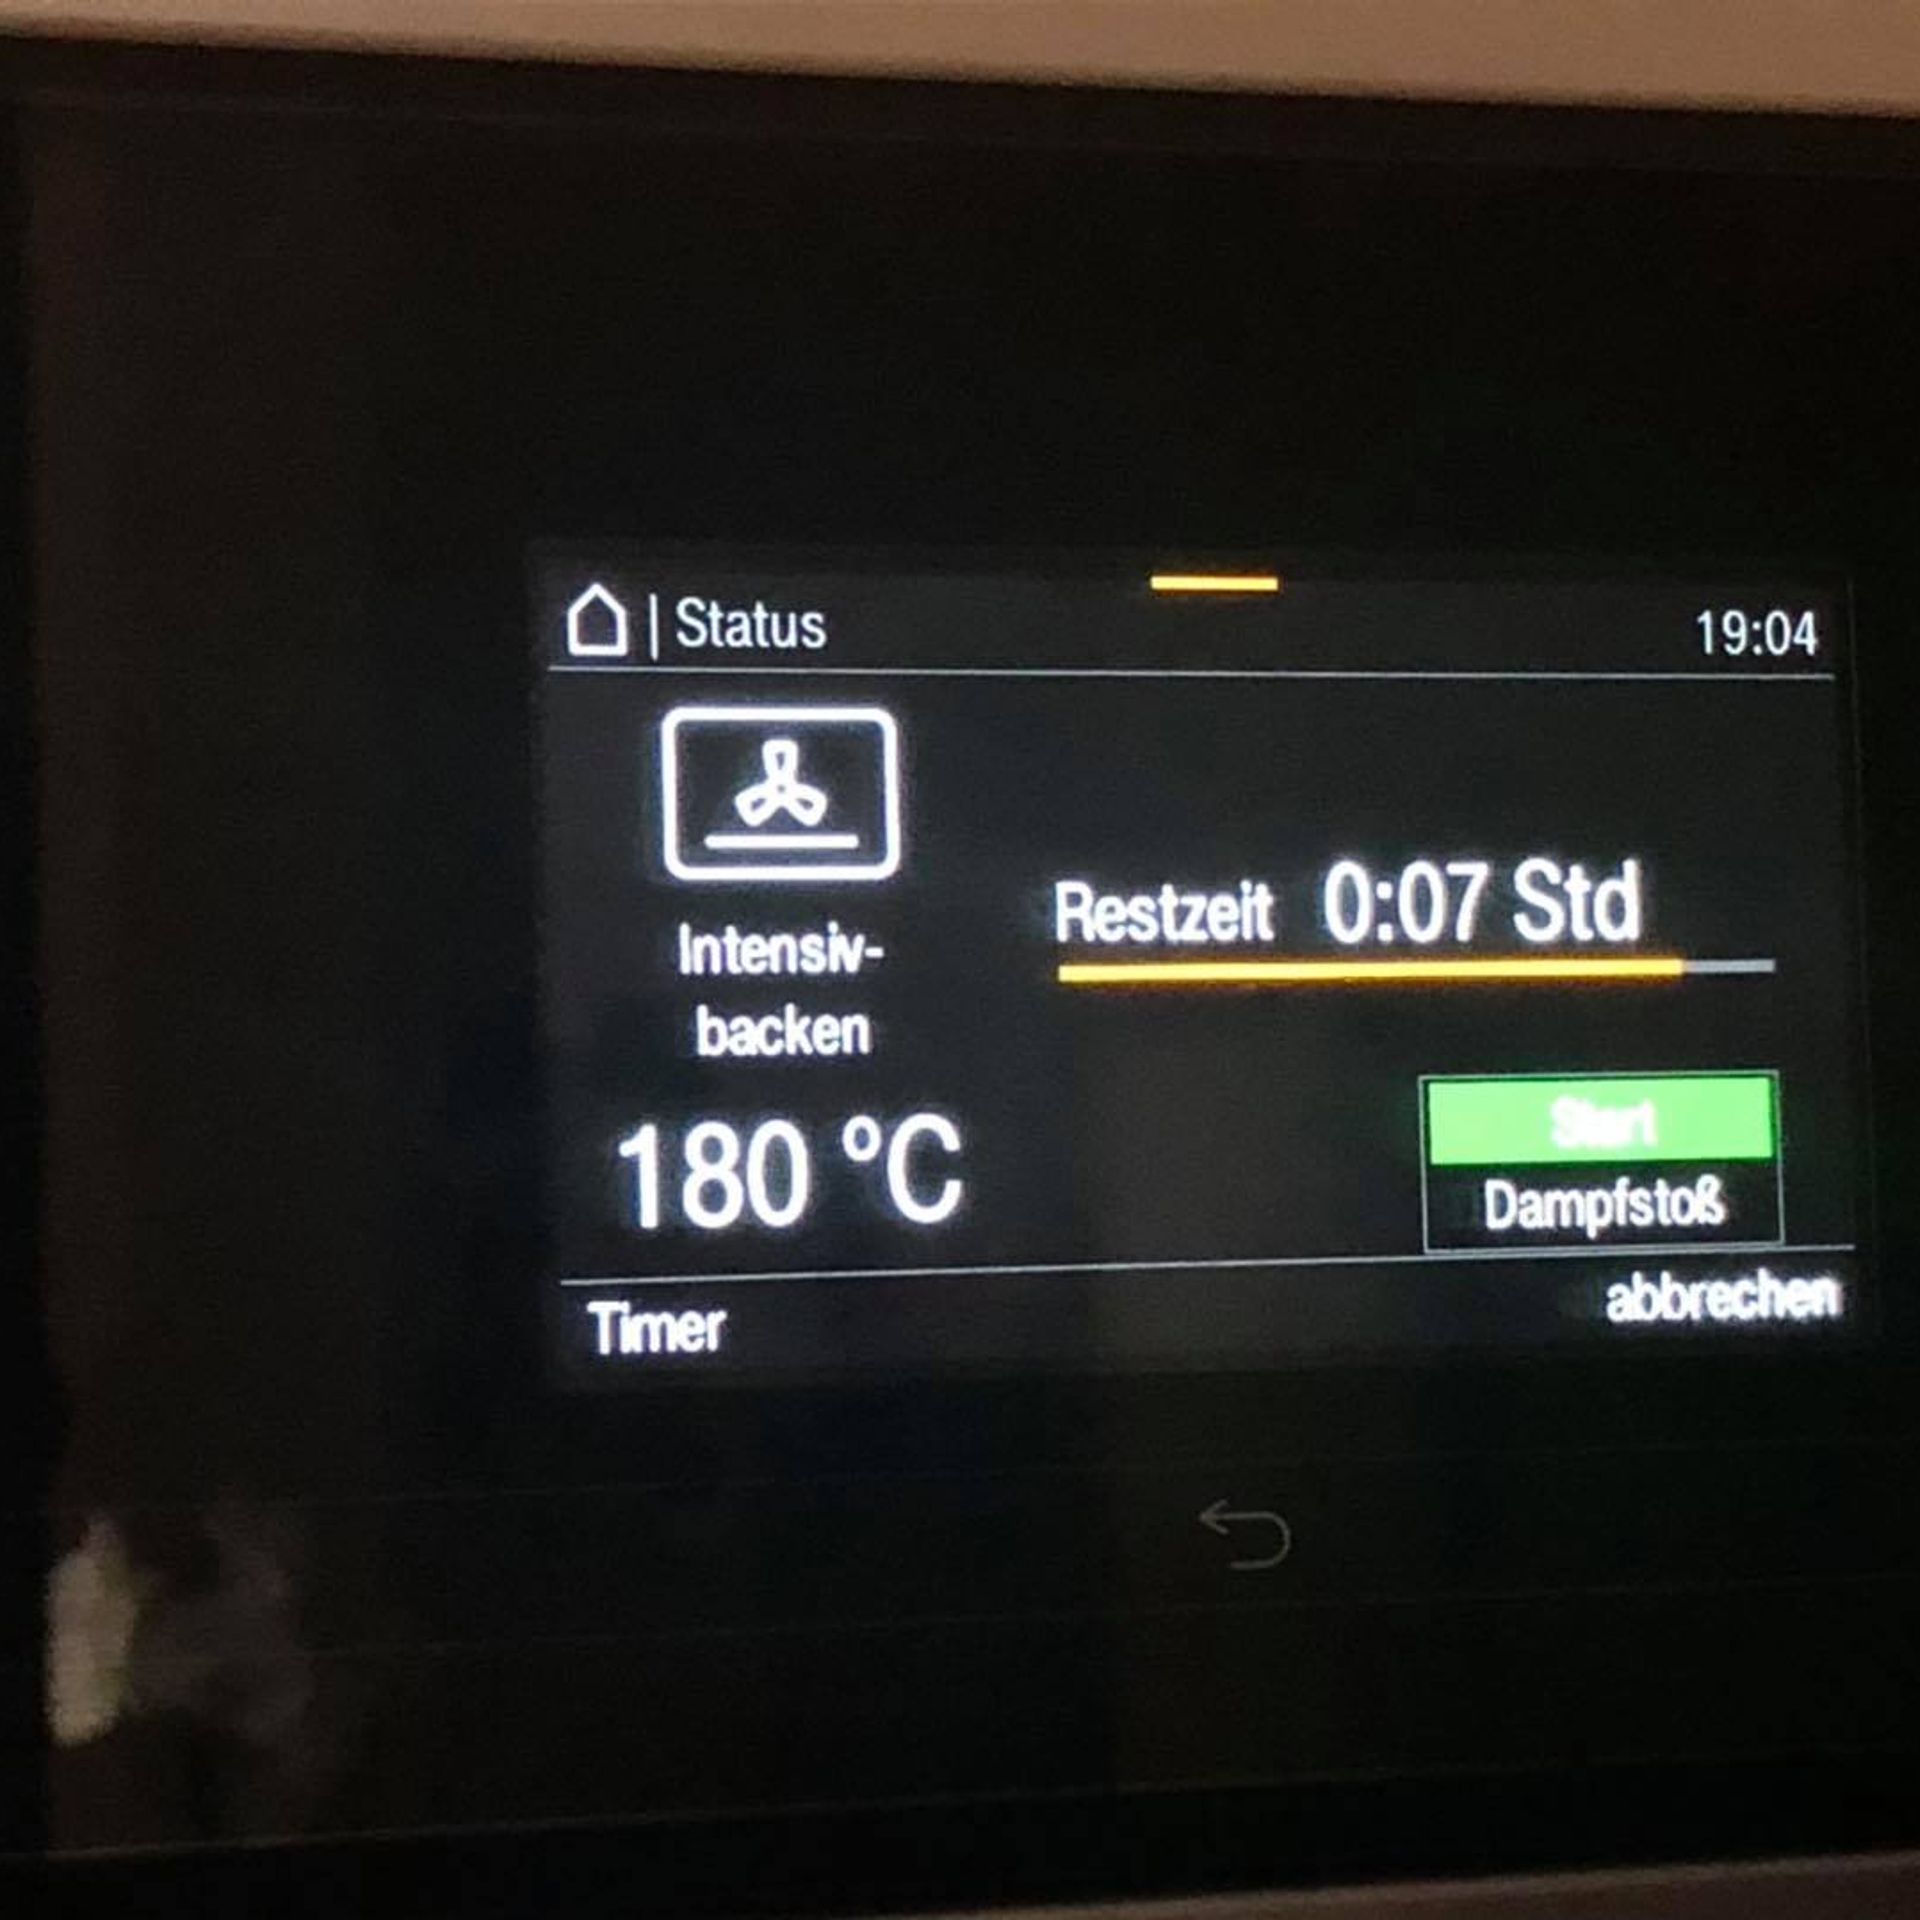 | Status
19:04
Intensiv-
backen
Restzeit 0:07 Std
180 °C
Start
Dampfstoß
Timer
abbrechen